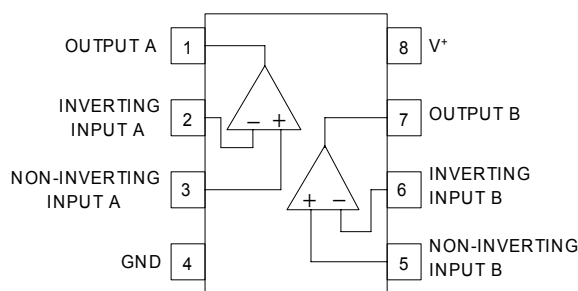 OUTPUT A
1
INVERTING
INPUT A
2
NON-INVERTING
INPUT A
3
GND
4
− +
+ −
8
V+
7
OUTPUT B
6
INVERTING
INPUT B
5
NON-INVERTING
INPUT B